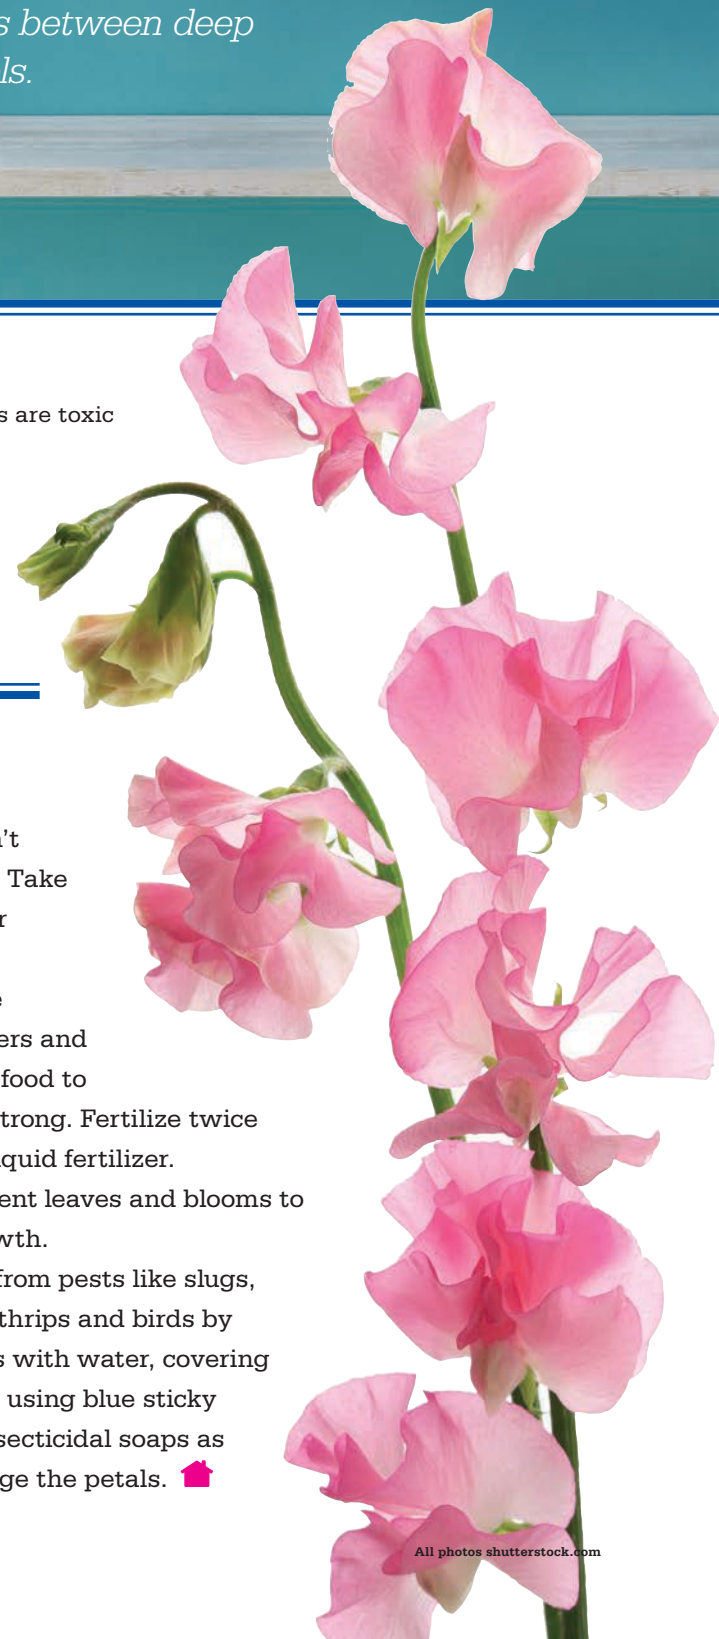 s between deep
ls.
s are toxic
n't
Take
r
e
ers and
food to
trong. Fertilize twice
quid fertilizer.
ent leaves and blooms to
wth.
from pests like slugs,
thrips and birds by
s with water, covering
using blue sticky
secticidal soaps as
ge the petals.
All photos shutterstock.com